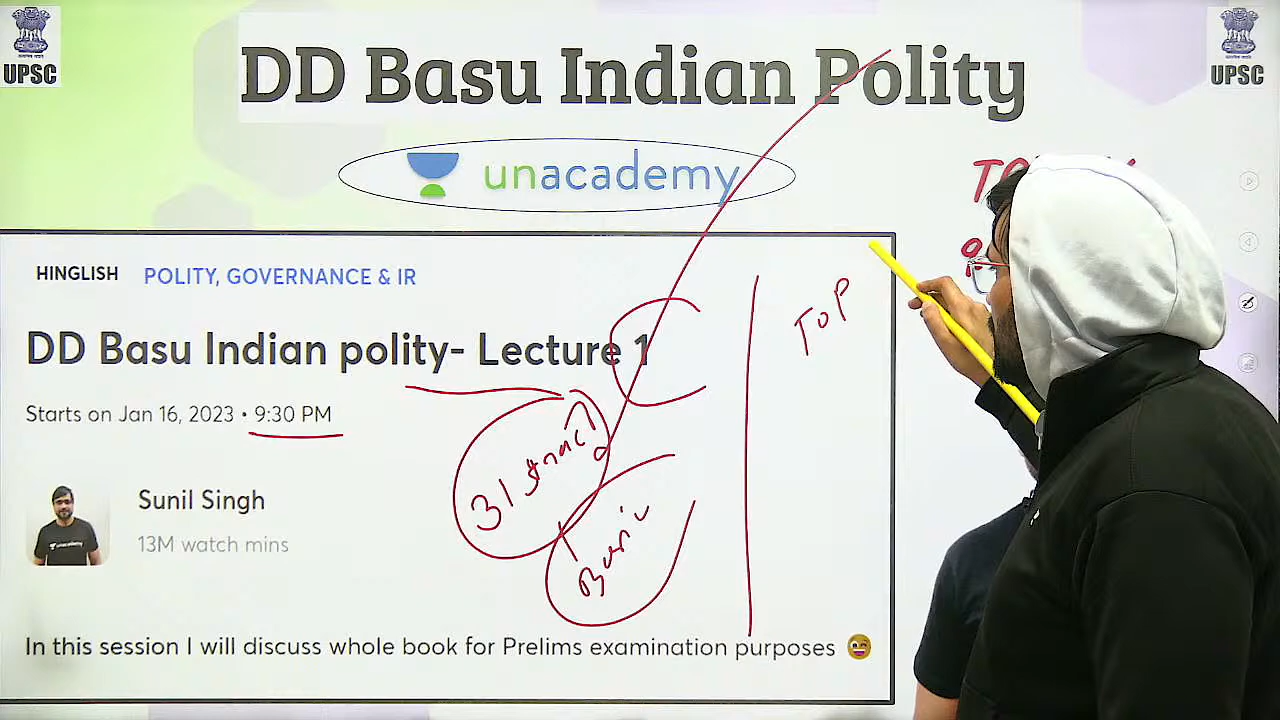 UPSC
DD Basu Indian Polity
UPSC
unacademy
HINGLISH POLITY, GOVERNANCE & IR
DD Basu Indian polity- Lecture 1
Starts on Jan 16, 2023 • 9:30 PM
Sunil Singh
13M watch mins
In this session I will discuss whole book for Prelims examination purposes
TOP
31
Basic